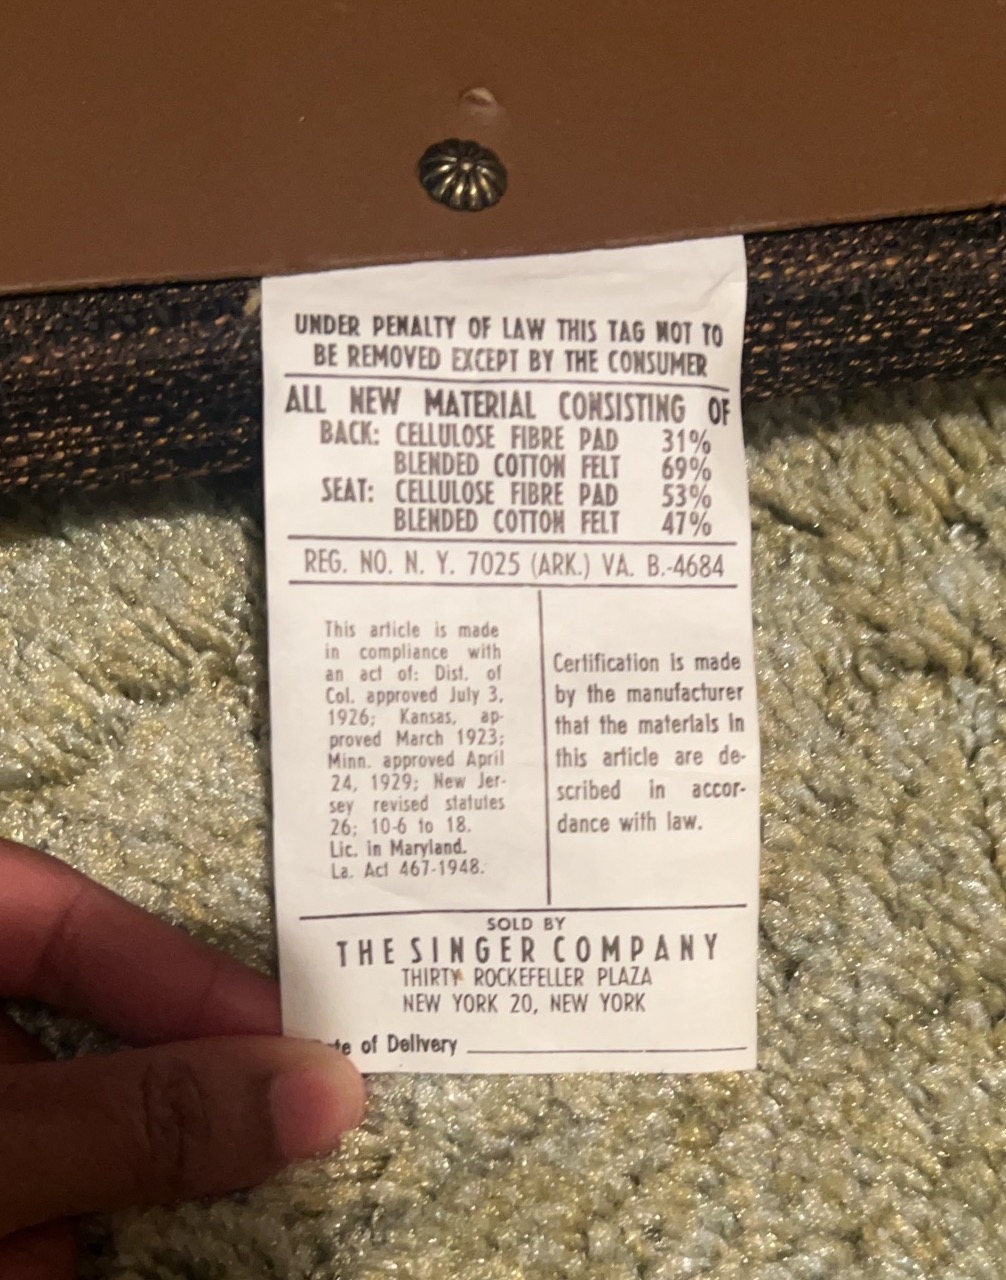 UNDER PENALTY OF LAW THIS TAG NOT TO
BE REMOVED EXCEPT BY THE CONSUMER
ALL NEW MATERIAL CONSISTING OF
BACK: CELLULOSE FIBRE PAD 31%
BLENDED COTTON FELT 69%
SEAT: CELLULOSE FIBRE PAD 53%
BLENDED COTTON FELT 47%
REG. NO. N. Y. 7025 (ARK.) VA. B.-4684
This article is made
in compliance with
an act of: Dist. of
Col. approved July 3,
1926; Kansas, ap-
proved March 1923;
Minn. approved April
24, 1929; New Jer-
sey revised statutes
26; 10-6 to 18.
Lic. in Maryland.
La. Act 467-1948.
Certification is made
by the manufacturer
that the materials in
this article are de-
scribed in accor-
dance with law.
SOLD BY
THE SINGER COMPANY
THIRTY ROCKEFELLER PLAZA
NEW YORK 20, NEW YORK
of Delivery